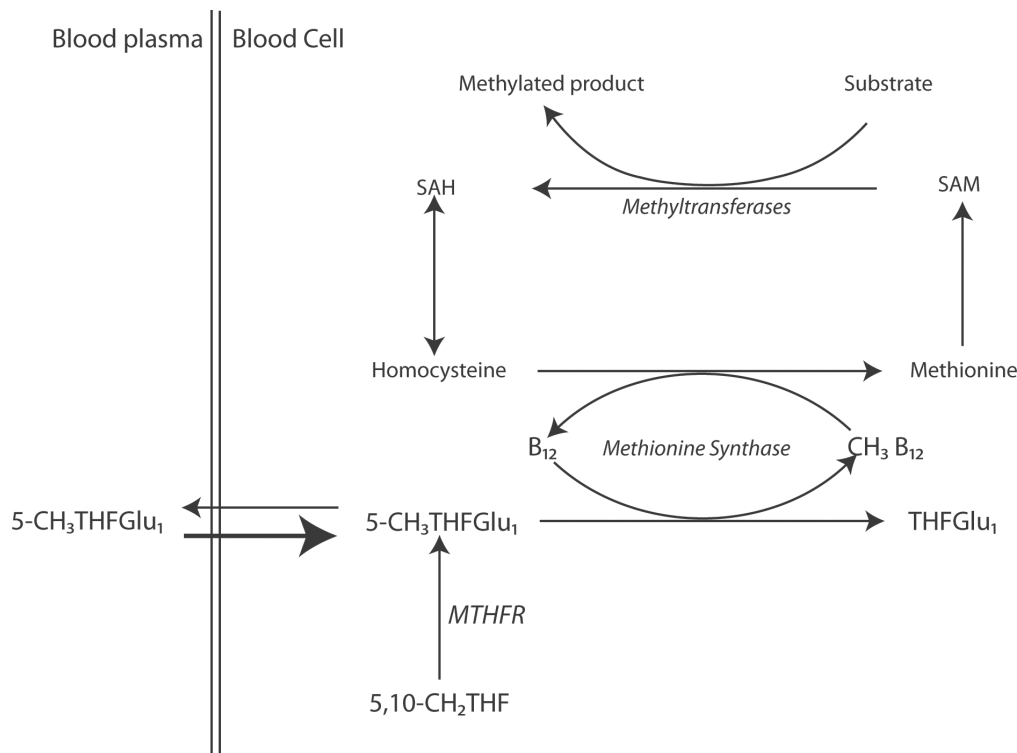 Blood plasma
Blood Cell
Methylated product
Substrate
SAH
SAM
Methyltransferases
Homocysteine
Methionine
B₁₂
Methionine Synthase
CH₃ B₁₂
5-CH₃THFGlu₁
5-CH₃THFGlu₁
THFGlu₁
MTHFR
5,10-CH₂THF